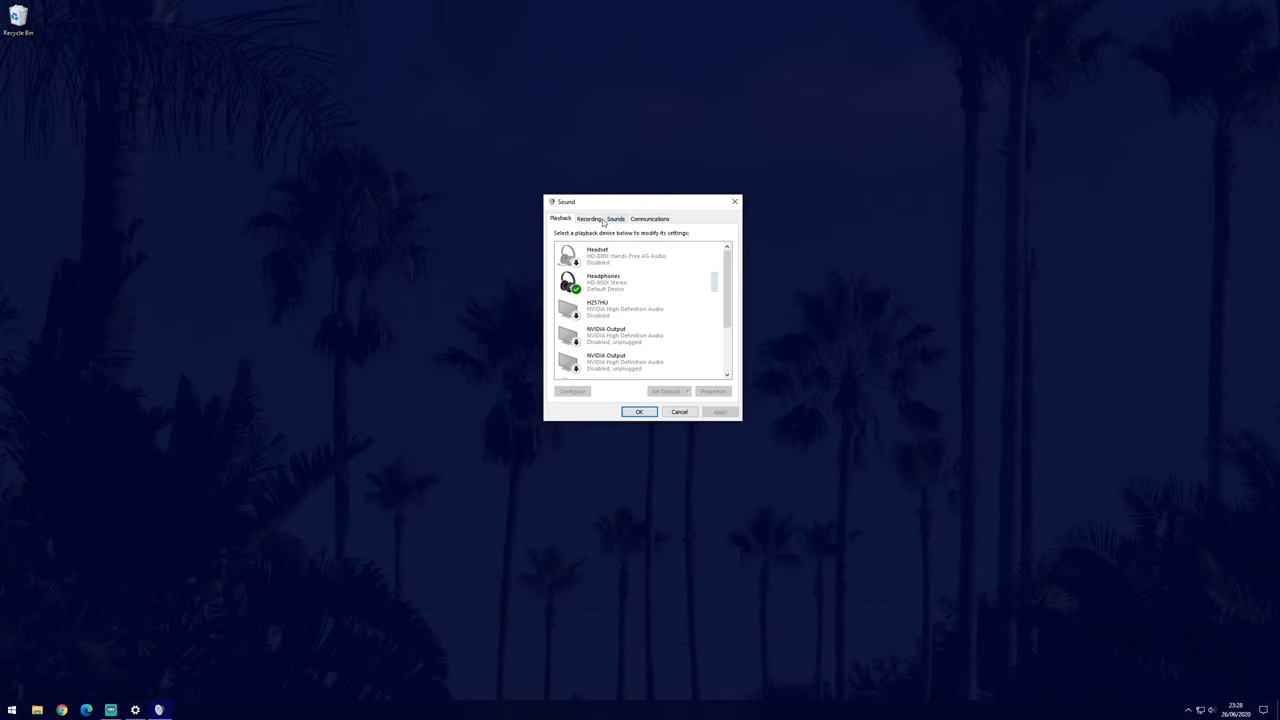 Recycle Bin
Sound
Playback Recording Sounds Communications
Select a playback device below to modify its settings:
Headset
HD-800X Hands-Free AG Audio
Disabled
Headphones
HD-800X Stereo
Default Device
H257HU
NVIDIA High Definition Audio
Disabled
NVIDIA Output
NVIDIA High Definition Audio
Disabled, unplugged
NVIDIA Output
NVIDIA High Definition Audio
Disabled, unplugged
Configure Set Default Properties
OK Cancel Apply
23:28
26/06/2020